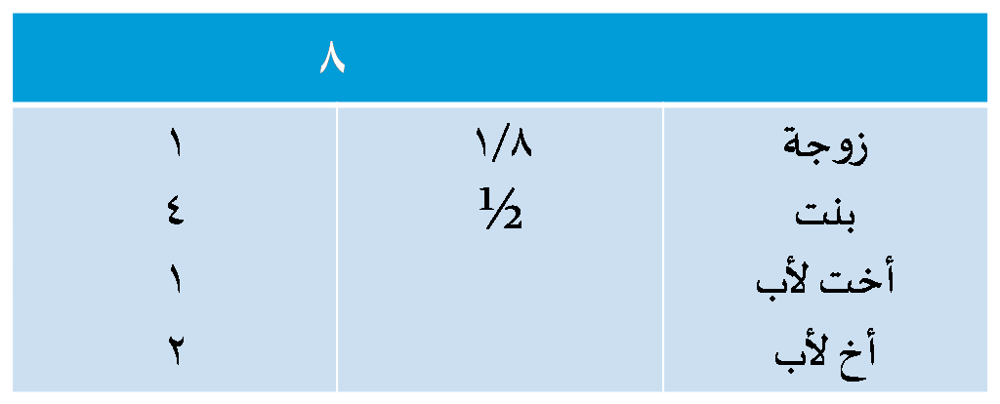 ٨
زوجة ١/٨ ١
بنت ½ ٤
أخت لأب ١
أخ لأب ٢